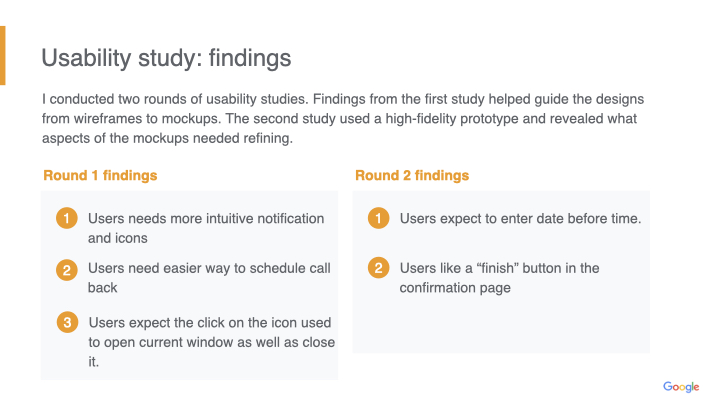 Usability study: findings
I conducted two rounds of usability studies. Findings from the first study helped guide the designs
from wireframes to mockups. The second study used a high-fidelity prototype and revealed what
aspects of the mockups needed refining.
Round 1 findings
1 Users needs more intuitive notification
and icons
2 Users need easier way to schedule call
back
3 Users expect the click on the icon used
to open current window as well as close
it.
Round 2 findings
1 Users expect to enter date before time.
2 Users like a “finish” button in the
confirmation page
Google